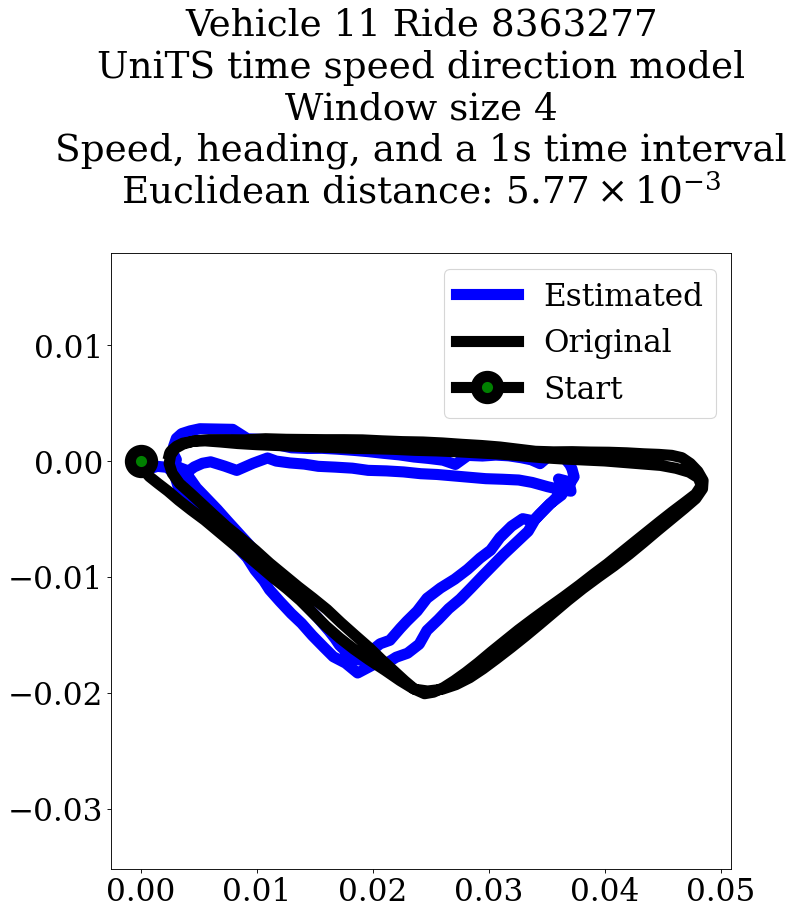 Vehicle 11 Ride 8363277
UniTS time speed direction model
Window size 4
Speed, heading, and a 1s time interval
Euclidean distance: 5.77 × 10⁻³
Estimated
Original
Start
0.01
0.00
−0.01
−0.02
−0.03
0.00 0.01 0.02 0.03 0.04 0.05